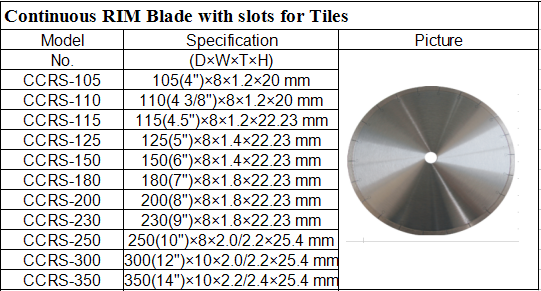 Continuous RIM Blade with slots for Tiles
Model Specification Picture
No. (D×W×T×H)
CCRS-105 105(4")×8×1.2×20 mm
CCRS-110 110(4 3/8")×8×1.2×20 mm
CCRS-115 115(4.5")×8×1.2×22.23 mm
CCRS-125 125(5")×8×1.4×22.23 mm
CCRS-150 150(6")×8×1.4×22.23 mm
CCRS-180 180(7")×8×1.8×22.23 mm
CCRS-200 200(8")×8×1.8×22.23 mm
CCRS-230 230(9")×8×1.8×22.23 mm
CCRS-250 250(10")×8×2.0/2.2×25.4 mm
CCRS-300 300(12")×10×2.0/2.2×25.4 mm
CCRS-350 350(14")×10×2.2/2.4×25.4 mm